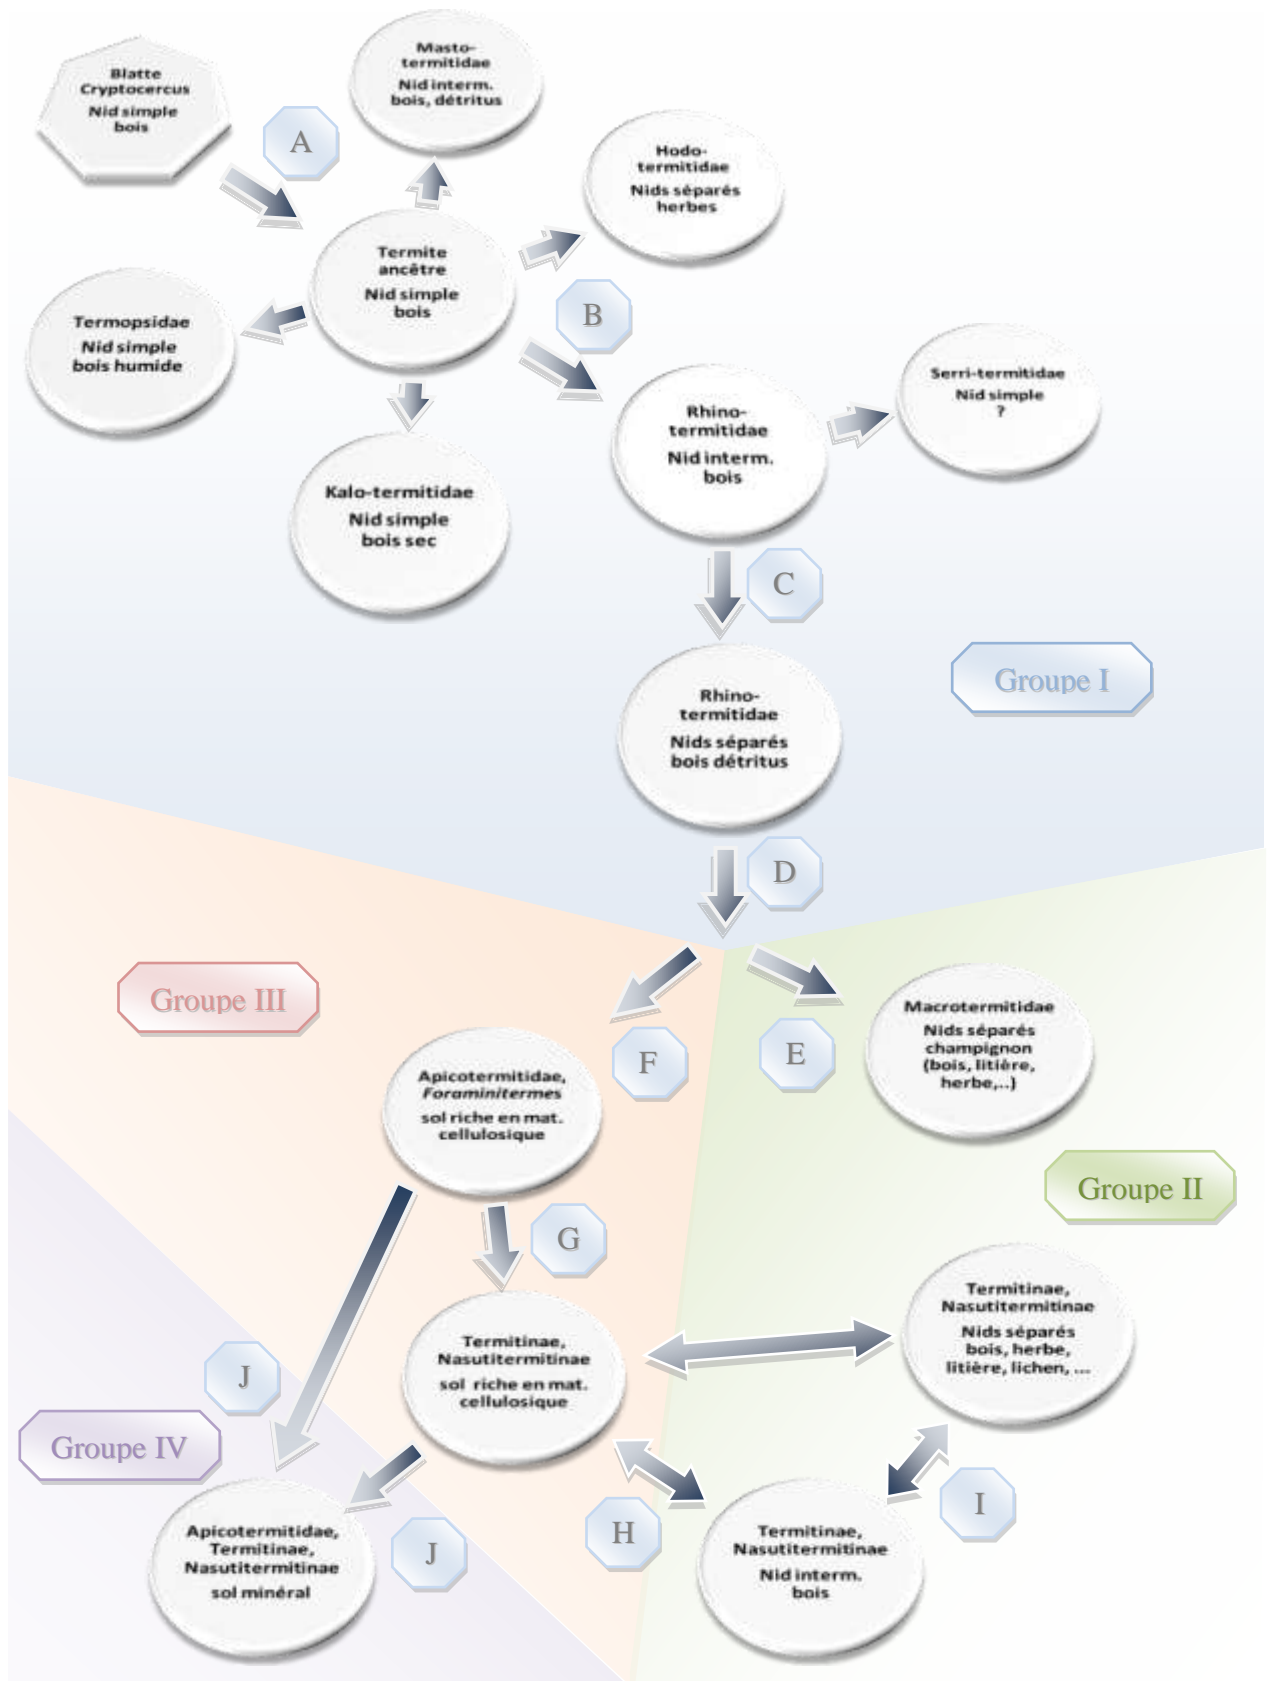 Blatte
Cryptocercus
Nid simple
bois
A
Masto-
termitidae
Nid interm.
bois, détritus
Hodo-
termitidae
Nids séparés
herbes
Termite
ancêtre
Nid simple
bois
B
Termopsidae
Nid simple
bois humide
Serri-termitidae
Nid simple
?
Rhino-
termitidae
Nid interm.
bois
Kalo-termitidae
Nid simple
bois sec
C
Groupe I
Rhino-
termitidae
Nids séparés
bois détritus
D
Groupe III
Macrotermitidae
Nids séparés
champignon
(bois, litière,
herbe,..)
F
E
Apicotermitidae,
Foraminitermes
sol riche en mat.
cellulosique
Groupe II
G
Termitinae,
Nasutitermitinae
Nids séparés
bois, herbe,
litière, lichen, ...
Termitinae,
Nasutitermitinae
sol riche en mat.
cellulosique
J
Groupe IV
I
H
J
Apicotermitidae,
Termitinae,
Nasutitermitinae
sol minéral
Termitinae,
Nasutitermitinae
Nid interm.
bois